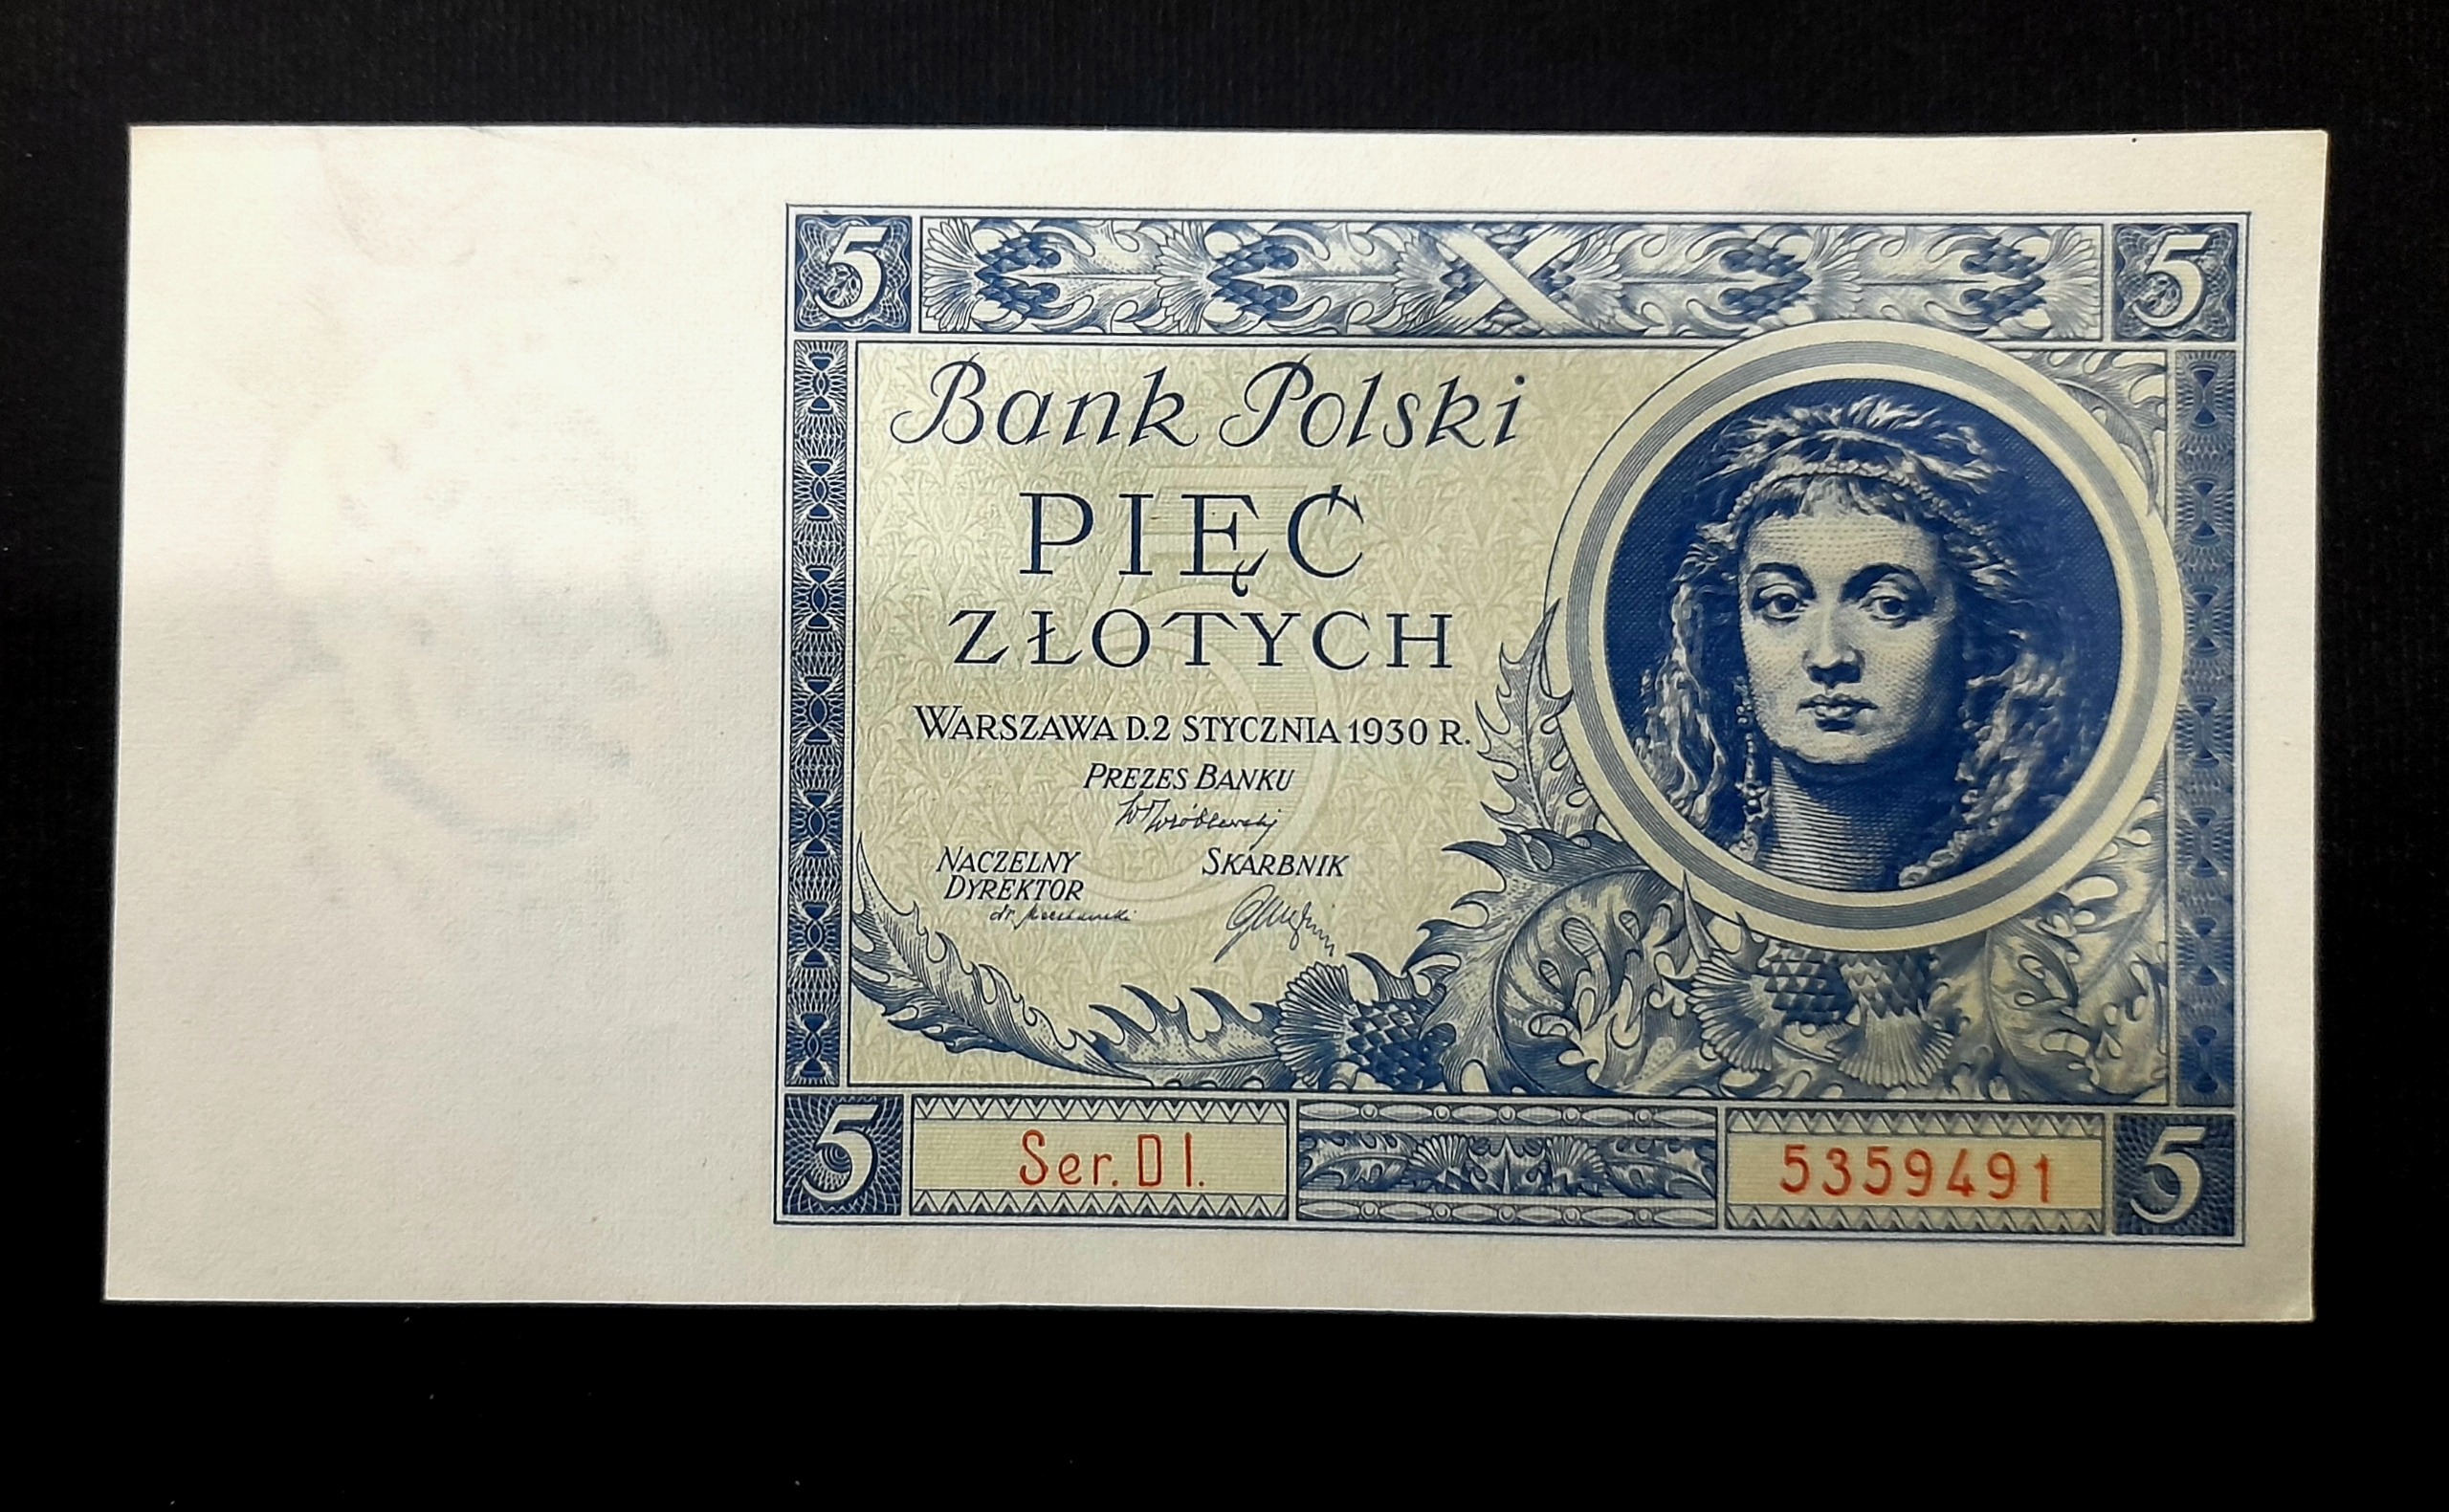 5 5
Bank Polski
PIĘĆ
ZŁOTYCH
WARSZAWA D. 2 STYCZNIA 1930 R.
PREZES BANKU
NACZELNY SKARBNIK
DYREKTOR
5 Ser. D I. 5359491 5